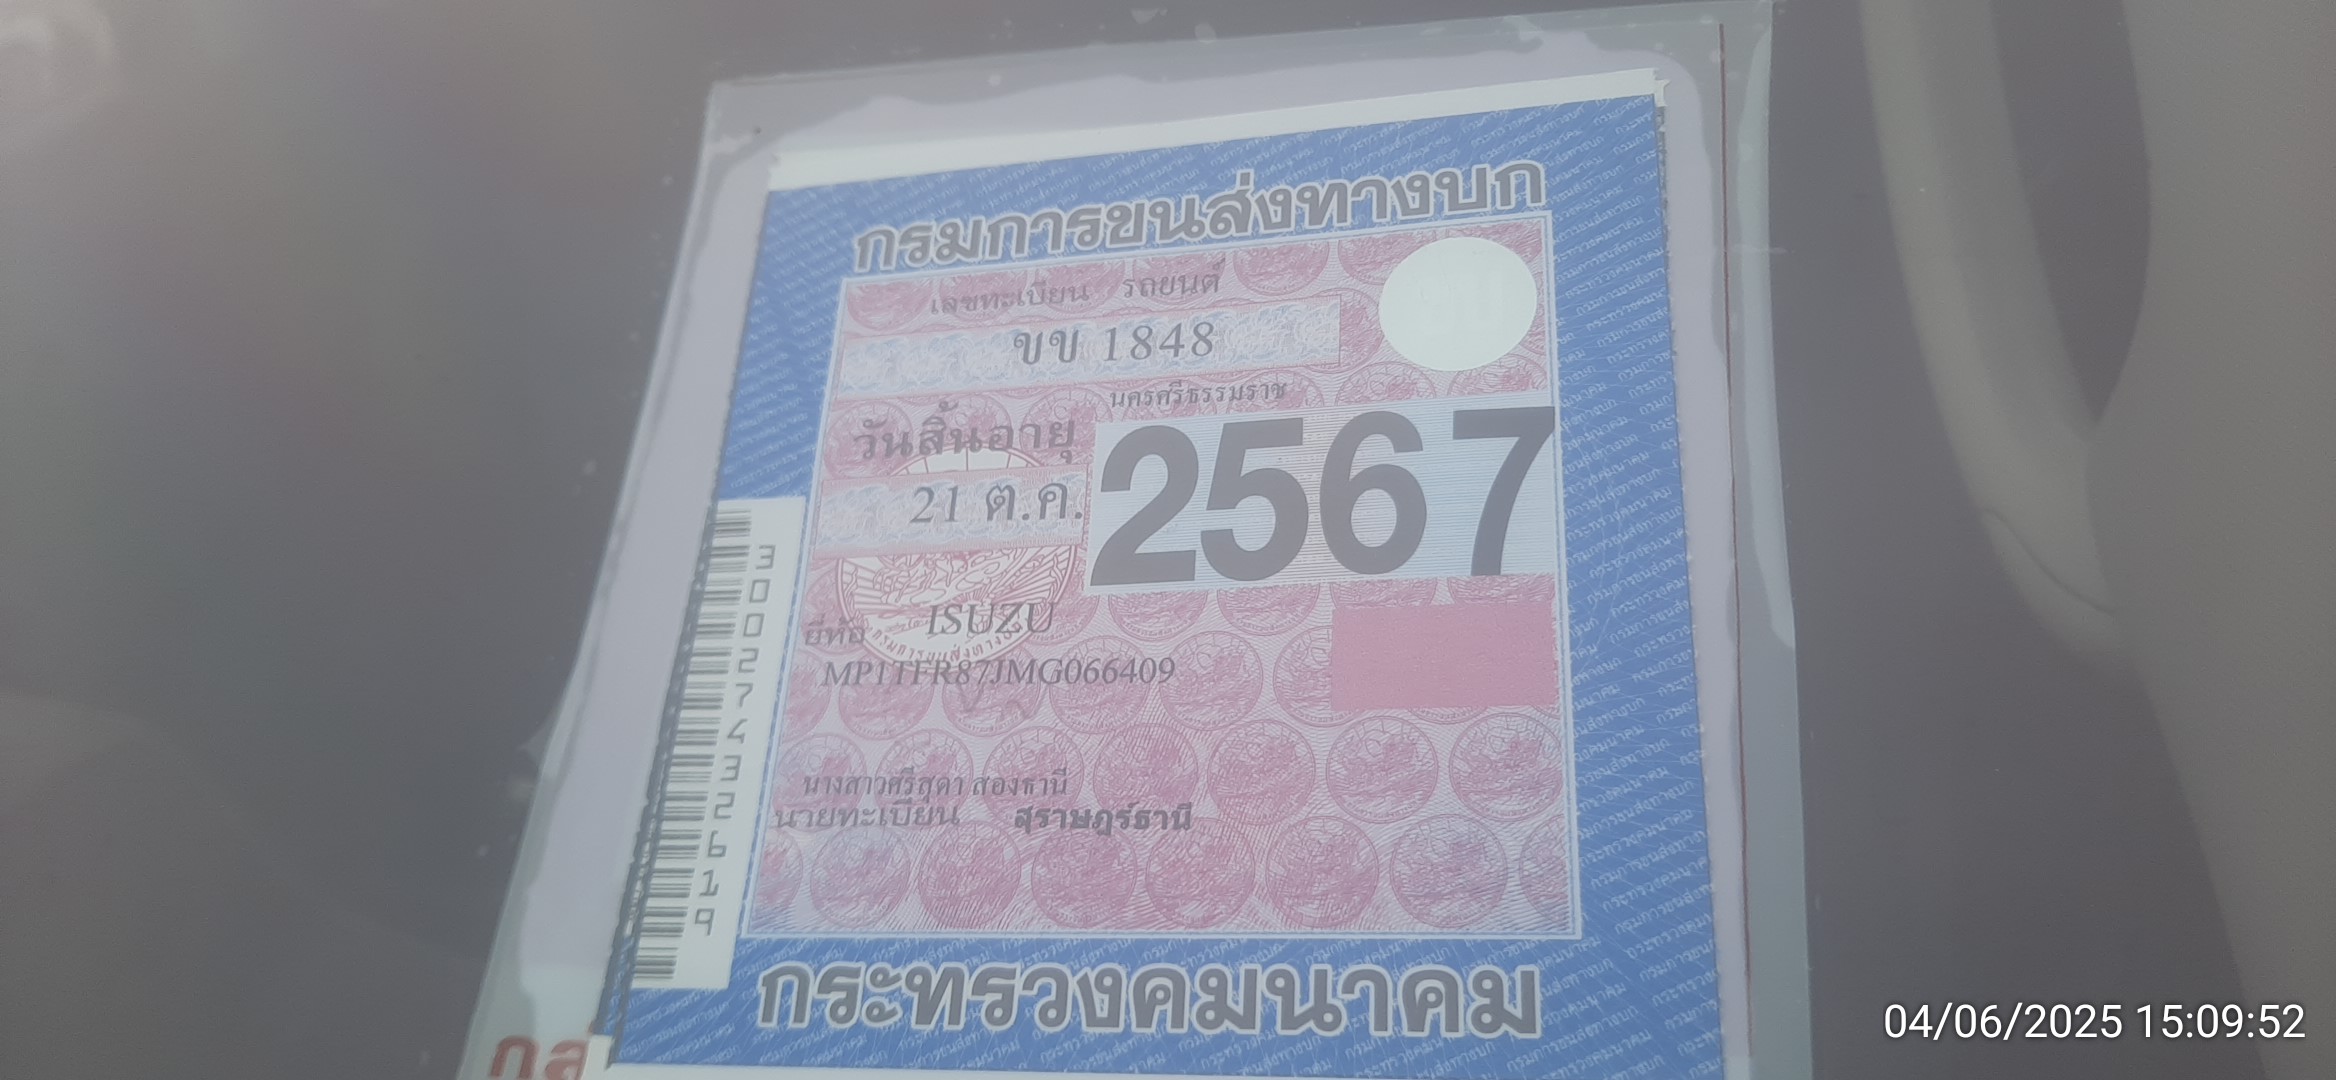 กรมการขนส่งทางบก
เลขทะเบียน รถยนต์
ขข 1848
นครศรีธรรมราช
วันสิ้นอายุ
21 ต.ค. 2567
ยี่ห้อ ISUZU
MP1TFR87JMG066409
นางสาวศรีสุดา สองธานี
นายทะเบียน สุราษฎร์ธานี
30027432619
กระทรวงคมนาคม
04/06/2025 15:09:52